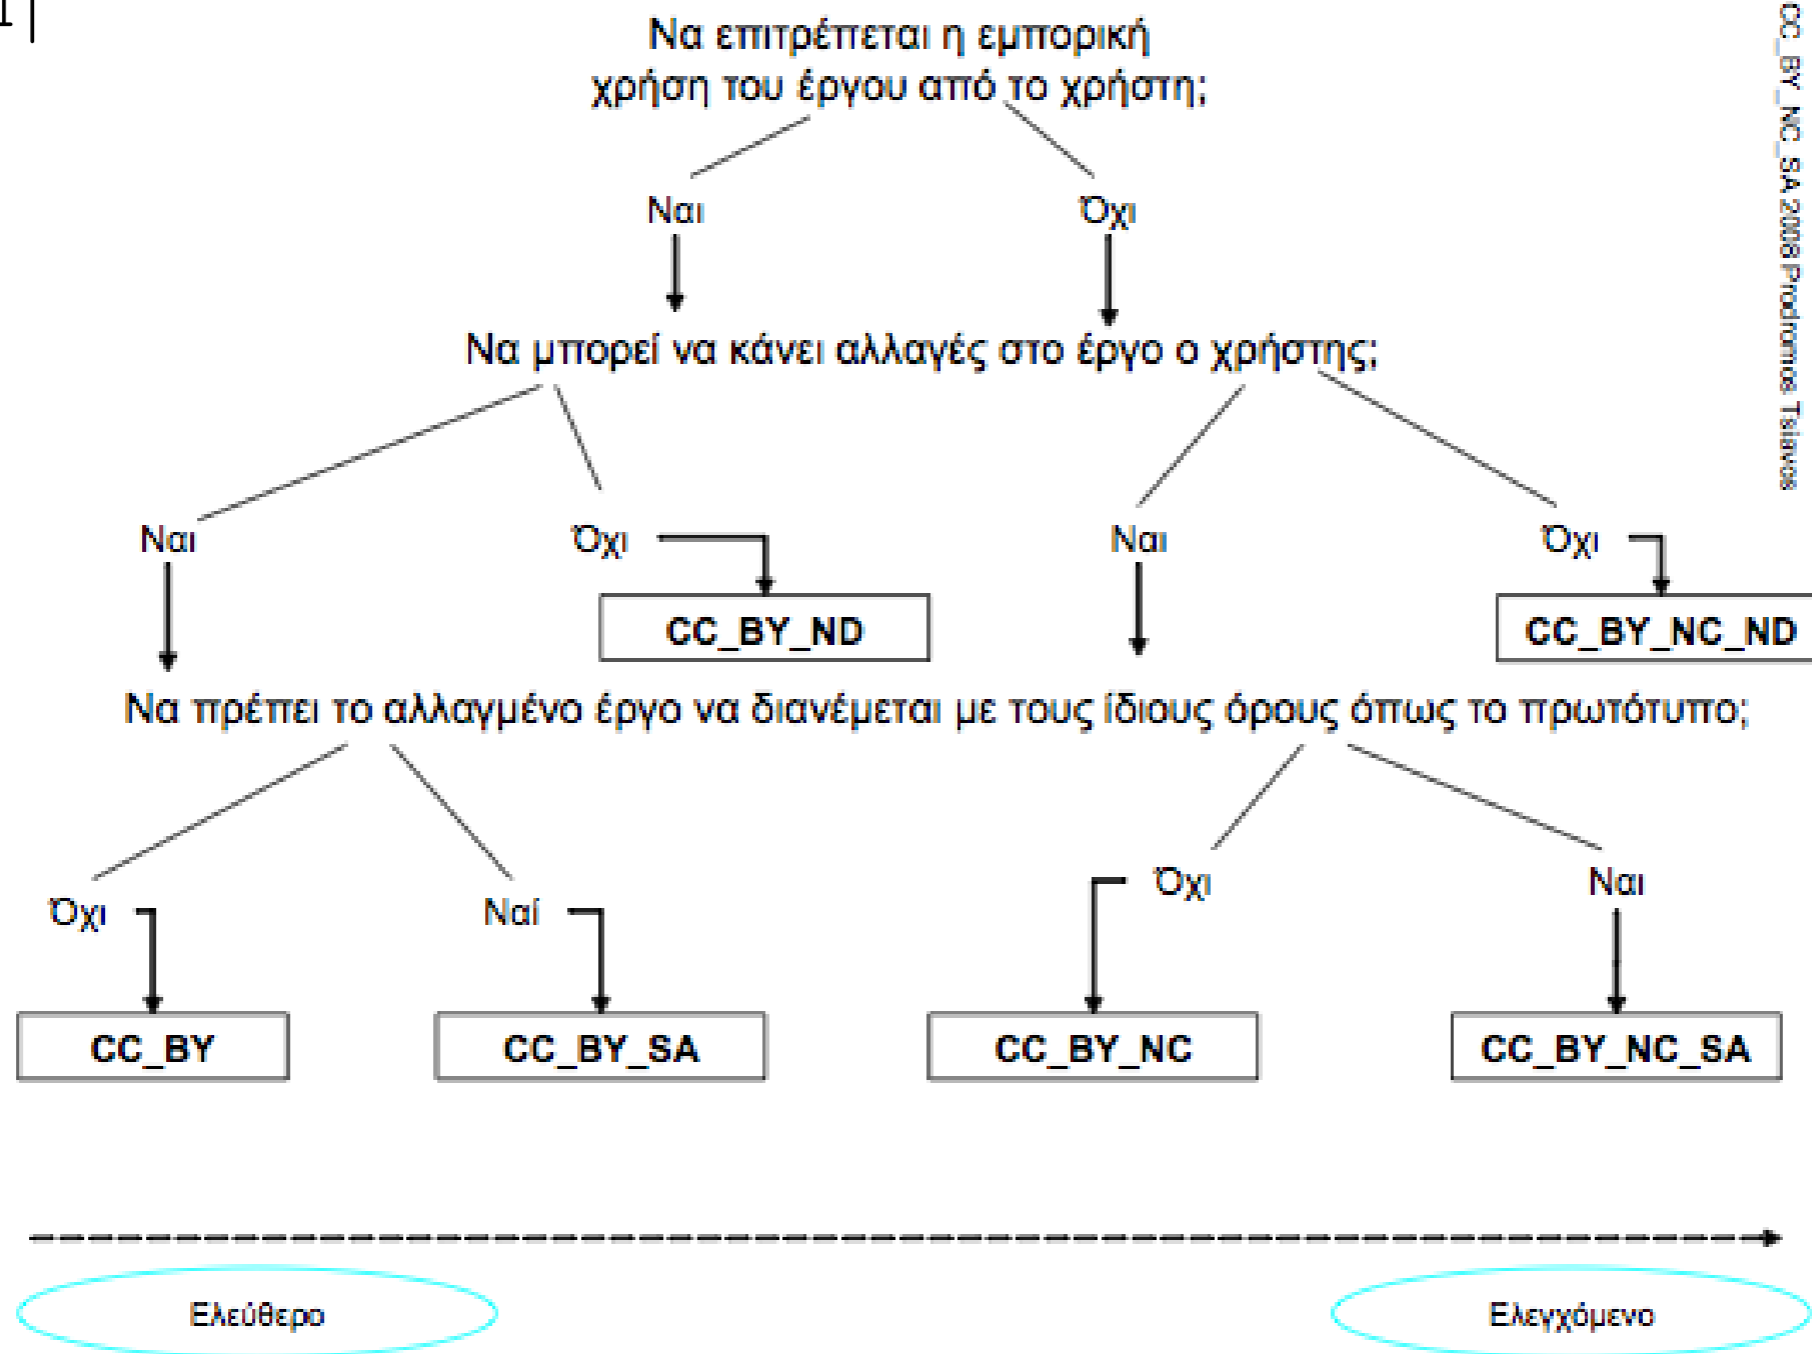 Να επιτρέπεται η εμπορική
χρήση του έργου από το χρήστη;
Ναι
Όχι
Να μπορεί να κάνει αλλαγές στο έργο ο χρήστης;
Ναι
Όχι
Ναι
Όχι
CC_BY_ND
CC_BY_NC_ND
Να πρέπει το αλλαγμένο έργο να διανέμεται με τους ίδιους όρους όπως το πρωτότυπο;
Όχι
Ναί
Όχι
Ναι
CC_BY
CC_BY_SA
CC_BY_NC
CC_BY_NC_SA
Ελεύθερο
Ελεγχόμενο
CC_BY_NC_SA 2008 Prodromos Tsiavos